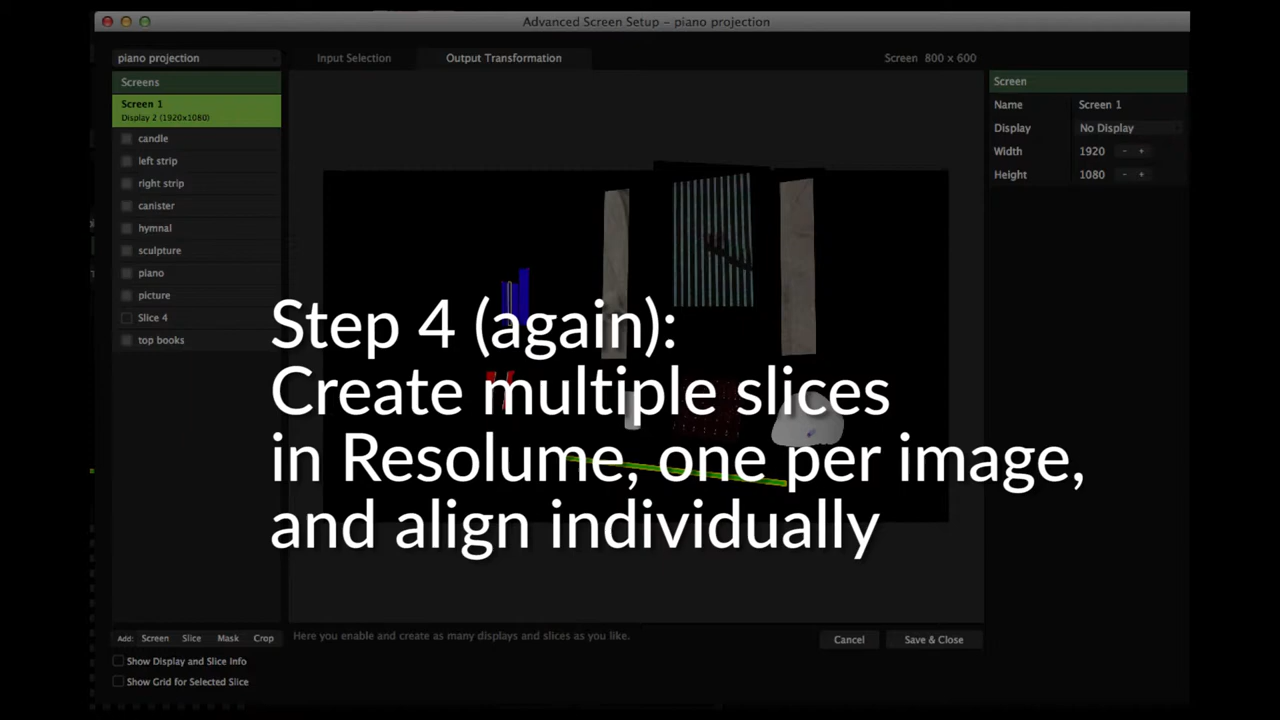 Advanced Screen Setup - piano projection
piano projection
Input Selection
Output Transformation
Screen 800 x 600
Screens
Screen
Screen 1
Display 2 (1920x1080)
Name
Screen 1
candle
Display
No Display
left strip
Width
1920
- +
right strip
Height
1080
- +
canister
hymnal
sculpture
piano
picture
Slice 4
top books
Step 4 (again):
Create multiple slices
in Resolume, one per image,
and align individually
Add:
Screen
Slice
Mask
Crop
Here you enable and create as many displays and slices as you like.
Cancel
Save & Close
Show Display and Slice Info
Show Grid for Selected Slice